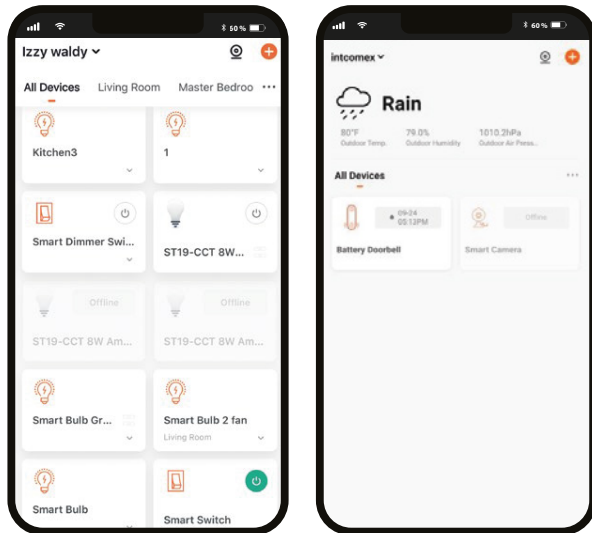 50 %
Izzy waldy
All Devices Living Room Master Bedroo ...
Kitchen3
1
Smart Dimmer Swi...
ST19-CCT 8W...
Offline
Offline
ST19-CCT 8W Am...
ST19-CCT 8W Am...
Smart Bulb Gr...
Smart Bulb 2 fan
Living Room
Smart Bulb
Smart Switch
60 %
intcomex
Rain
80°F 79.0% 1010.2hPa
Outdoor Temp. Outdoor Humidity Outdoor Air Press...
All Devices ...
09-24
05:13PM
Offline
Battery Doorbell
Smart Camera